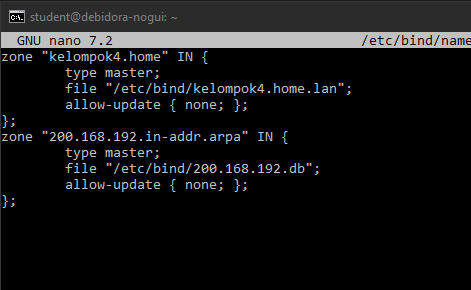 student@debidora-nogui: ~
GNU nano 7.2 /etc/bind/name
zone "kelompok4.home" IN {
type master;
file "/etc/bind/kelompok4.home.lan";
allow-update { none; };
};
zone "200.168.192.in-addr.arpa" IN {
type master;
file "/etc/bind/200.168.192.db";
allow-update { none; };
};